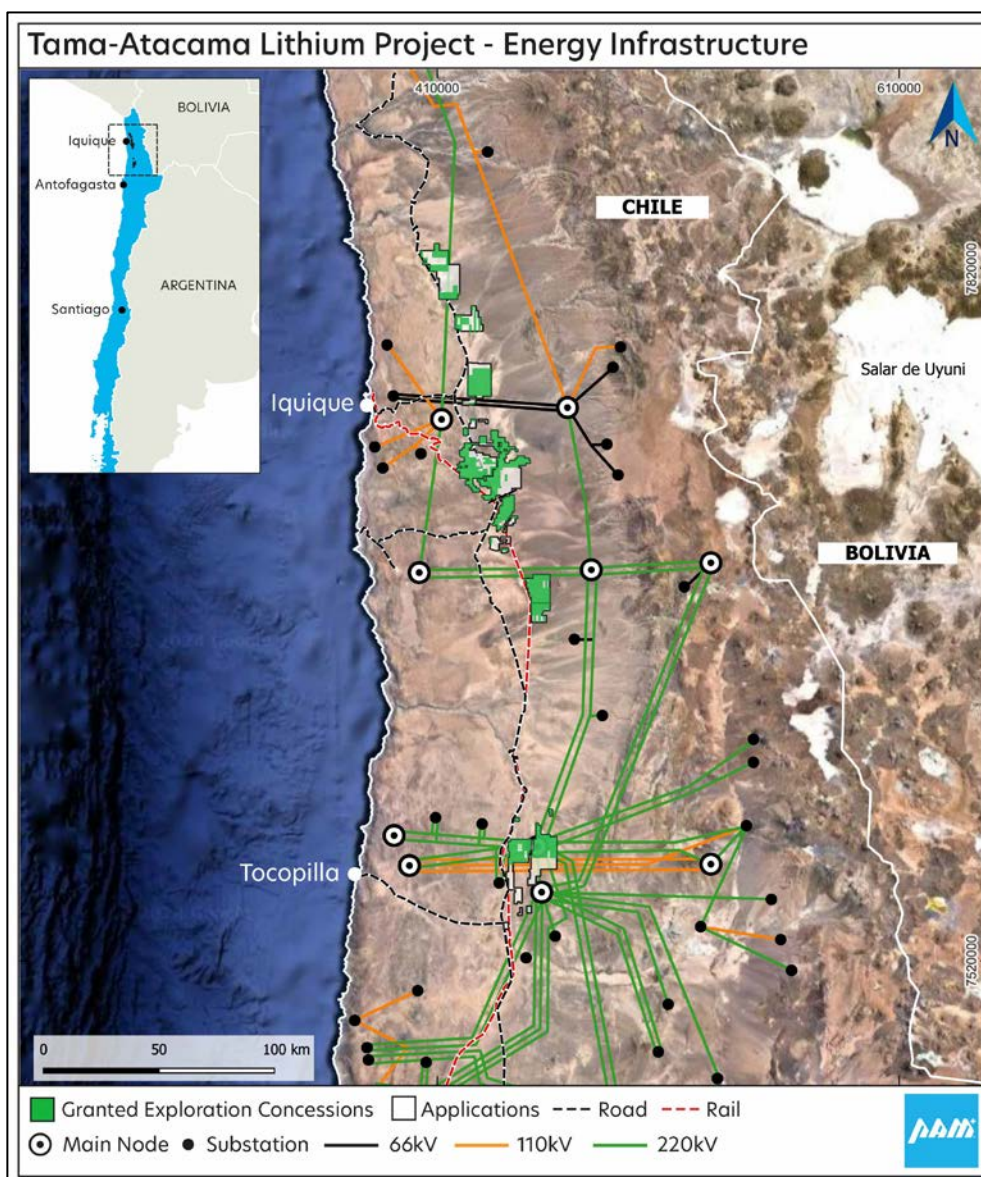 Tama-Atacama Lithium Project - Energy Infrastructure
410000
610000
BOLIVIA
Iquique
Antofagasta
ARGENTINA
Santiago
N
CHILE
7820000
Salar de Uyuni
Iquique
BOLIVIA
Tocopilla
7520000
0 50 100 km
Granted Exploration Concessions Applications Road Rail
Main Node Substation 66kV 110kV 220kV
PAM